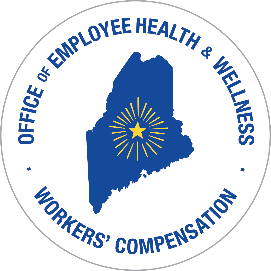 OFFICE OF EMPLOYEE HEALTH & WELLNESS
WORKERS' COMPENSATION